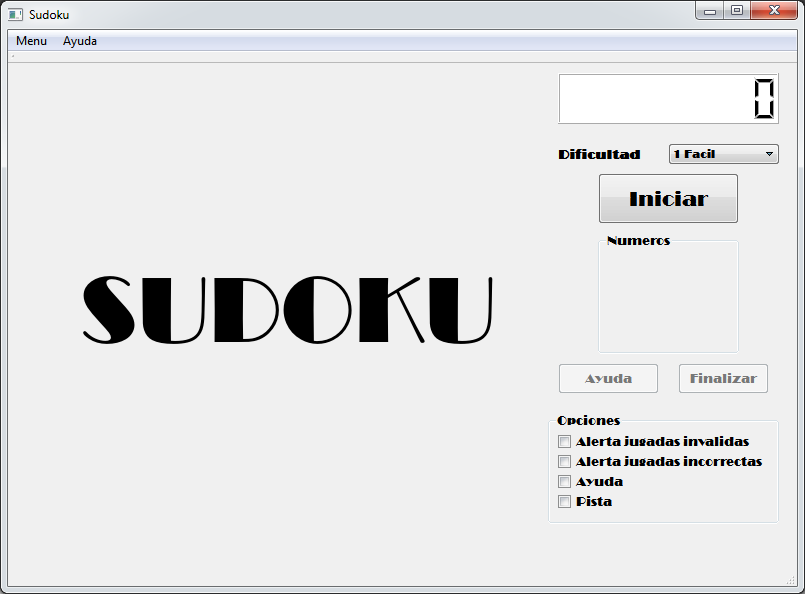 Sudoku
Menu Ayuda
0
Dificultad 1 Facil
Iniciar
Numeros
SUDOKU
Ayuda Finalizar
Opciones
Alerta jugadas invalidas
Alerta jugadas incorrectas
Ayuda
Pista